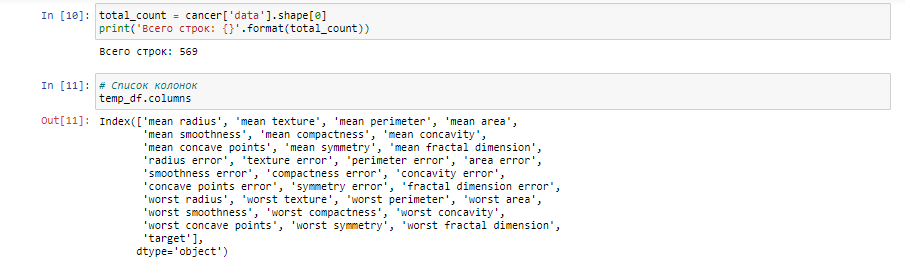 In [10]: total_count = cancer['data'].shape[0]
print('Всего строк: {}'.format(total_count))
Всего строк: 569
In [11]: # Список колонок
temp_df.columns
Out[11]: Index(['mean radius', 'mean texture', 'mean perimeter', 'mean area',
'mean smoothness', 'mean compactness', 'mean concavity',
'mean concave points', 'mean symmetry', 'mean fractal dimension',
'radius error', 'texture error', 'perimeter error', 'area error',
'smoothness error', 'compactness error', 'concavity error',
'concave points error', 'symmetry error', 'fractal dimension error',
'worst radius', 'worst texture', 'worst perimeter', 'worst area',
'worst smoothness', 'worst compactness', 'worst concavity',
'worst concave points', 'worst symmetry', 'worst fractal dimension',
'target'],
dtype='object')